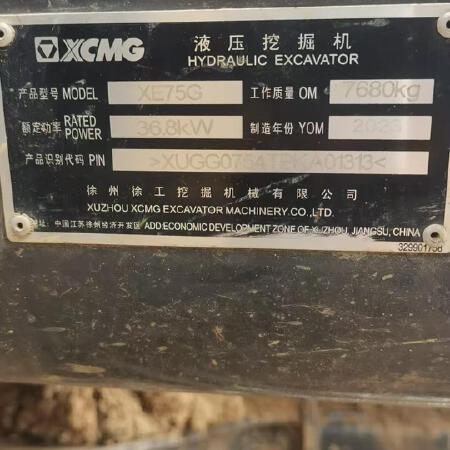 XCMG 液压挖掘机
HYDRAULIC EXCAVATOR
产品型号 MODEL XE75G 工作质量 OM 7680kg
额定功率 RATED POWER 36.8kW 制造年份 YOM 2023
产品识别代码 PIN
徐州徐工挖掘机械有限公司
XUZHOU XCMG EXCAVATOR MACHINERY CO.,LTD.
地址: 中国江苏徐州经济开发区 ADD:ECONOMIC DEVELOPMENT ZONE OF XUZHOU, JIANGSU, CHINA
329901758